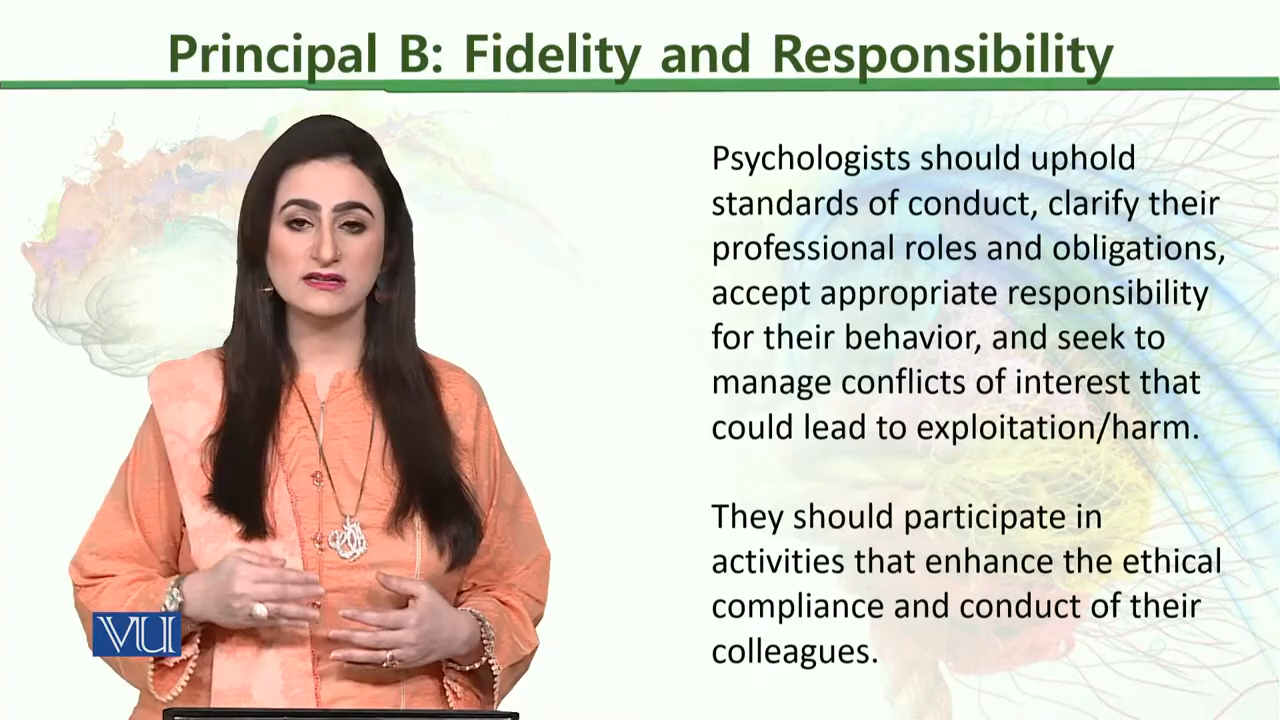 Principal B: Fidelity and Responsibility
Psychologists should uphold
standards of conduct, clarify their
professional roles and obligations,
accept appropriate responsibility
for their behavior, and seek to
manage conflicts of interest that
could lead to exploitation/harm.
They should participate in
activities that enhance the ethical
compliance and conduct of their
colleagues.
VU